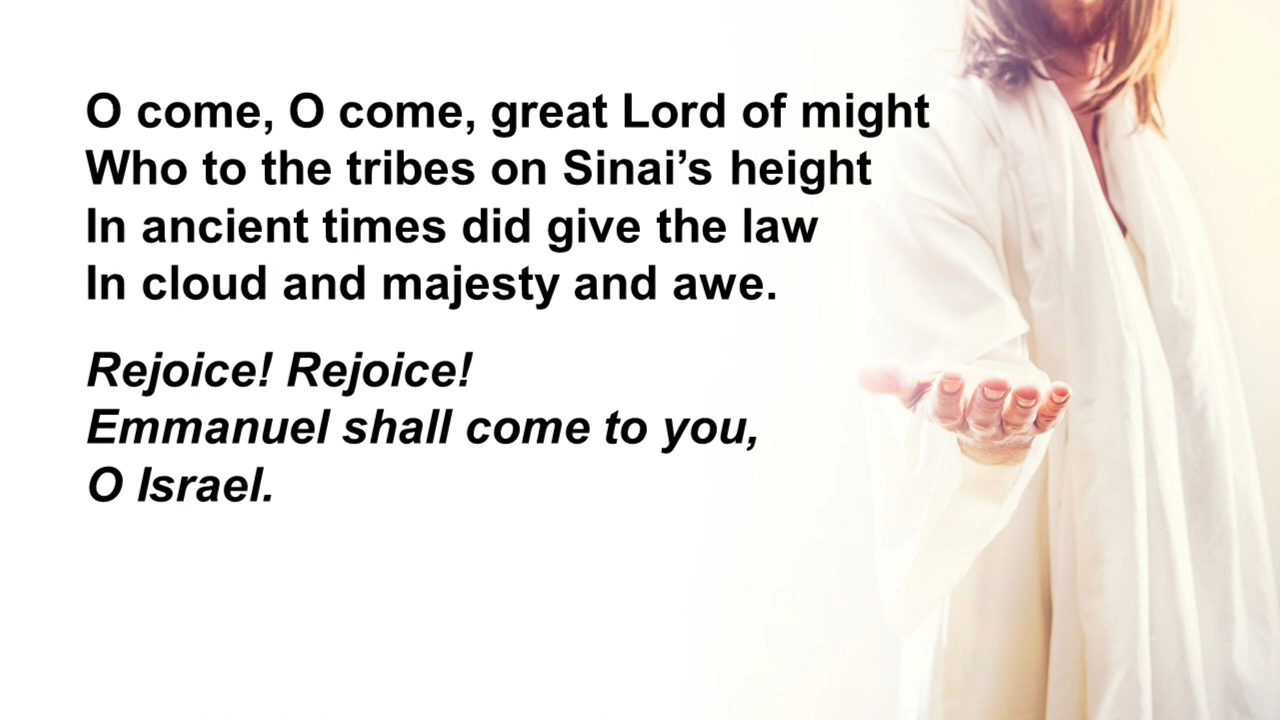 O come, O come, great Lord of might
Who to the tribes on Sinai’s height
In ancient times did give the law
In cloud and majesty and awe.
Rejoice! Rejoice!
Emmanuel shall come to you,
O Israel.